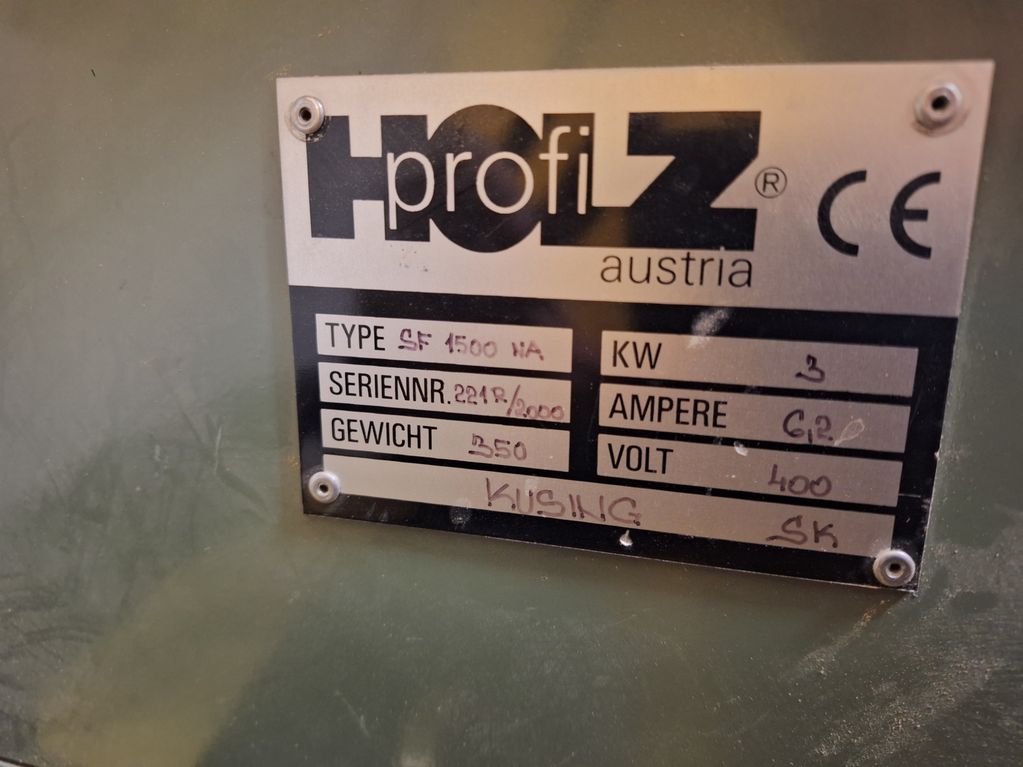 HOLZ profi ® CE
austria
TYPE SF 1500 NA
SERIENNR. 221R/2000
GEWICHT 350
KW 3
AMPERE 6,2
VOLT 400
KUSING SK